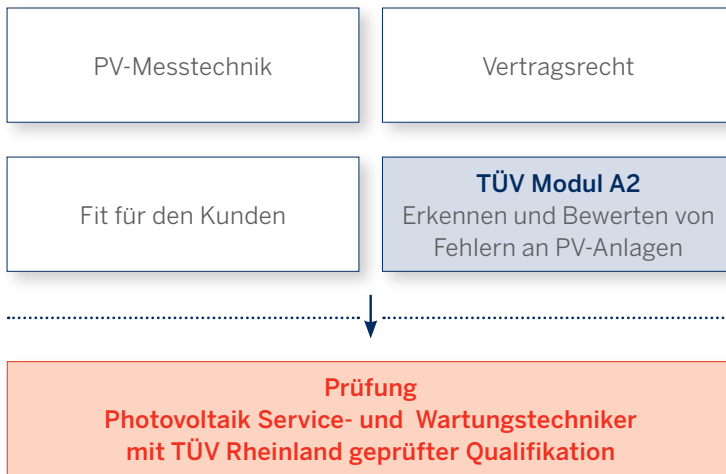 PV-Messtechnik
Vertragsrecht
Fit für den Kunden
TÜV Modul A2
Erkennen und Bewerten von
Fehlern an PV-Anlagen
Prüfung
Photovoltaik Service- und Wartungstechniker
mit TÜV Rheinland geprüfter Qualifikation